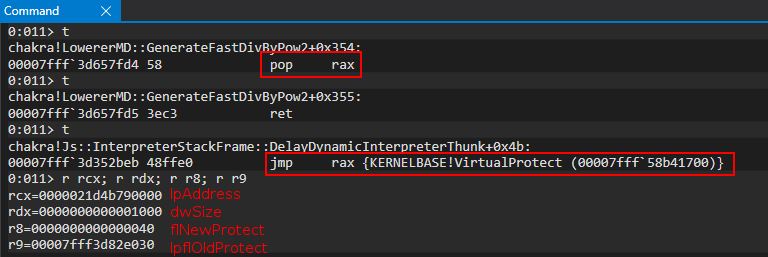 Command X
0:011> t
chakra!LowererMD::GenerateFastDivByPow2+0x354:
00007fff`3d657fd4 58 pop rax
0:011> t
chakra!LowererMD::GenerateFastDivByPow2+0x355:
00007fff`3d657fd5 3ec3 ret
0:011> t
chakra!Js::InterpreterStackFrame::DelayDynamicInterpreterThunk+0x4b:
00007fff`3d352beb 48ffe0 jmp rax {KERNELBASE!VirtualProtect (00007fff`58b41700)}
0:011> r rcx; r rdx; r r8; r r9
rcx=0000021d4b790000 lpAddress
rdx=0000000000001000 dwSize
r8=0000000000000040 flNewProtect
r9=00007fff3d82e030 lpflOldProtect